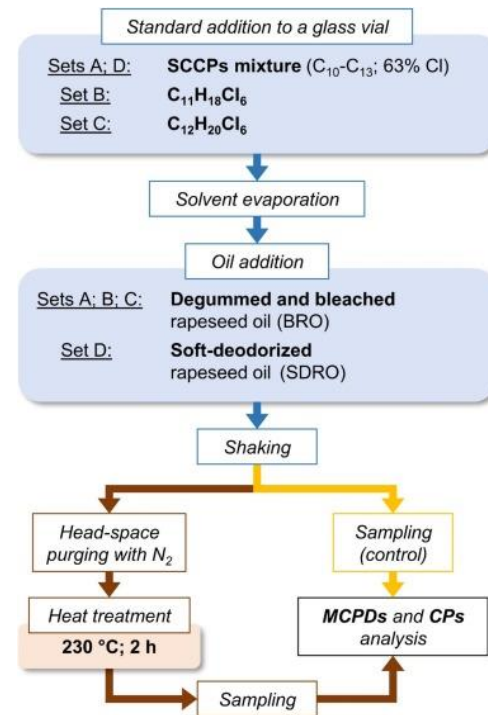 Standard addition to a glass vial
Sets A; D: SCCPs mixture (C₁₀-C₁₃; 63% Cl)
Set B: C₁₁H₁₈Cl₆
Set C: C₁₂H₂₀Cl₆
Solvent evaporation
Oil addition
Sets A; B; C: Degummed and bleached
rapeseed oil (BRO)
Set D: Soft-deodorized
rapeseed oil (SDRO)
Shaking
Head-space
purging with N₂
Sampling
(control)
Heat treatment
230 °C; 2 h
MCPDs and CPs
analysis
Sampling